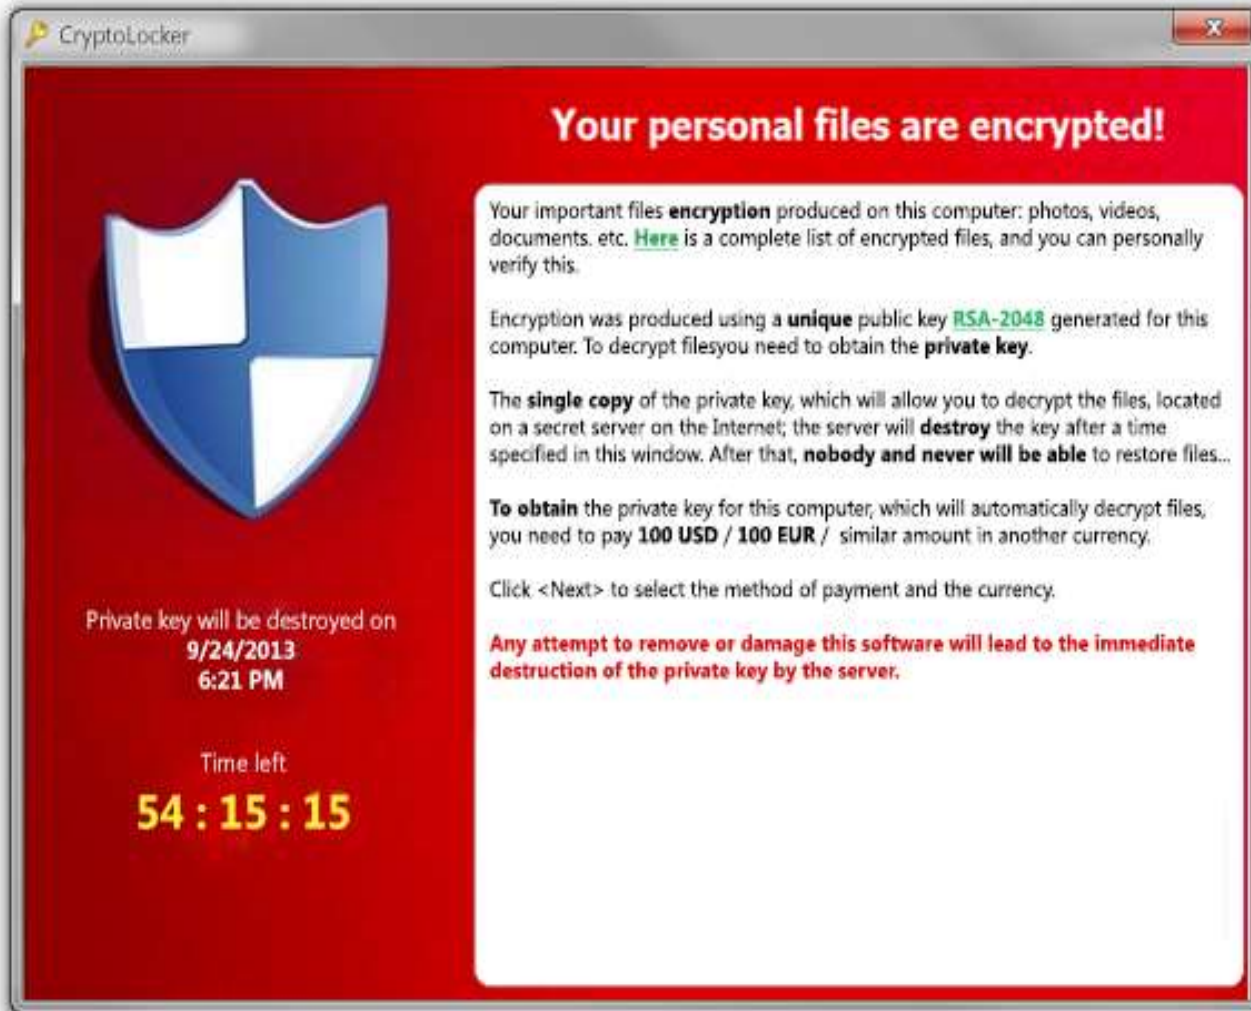 CryptoLocker
Your personal files are encrypted!
Your important files encryption produced on this computer: photos, videos,
documents. etc. Here is a complete list of encrypted files, and you can personally
verify this.
Encryption was produced using a unique public key RSA-2048 generated for this
computer. To decrypt filesyou need to obtain the private key.
The single copy of the private key, which will allow you to decrypt the files, located
on a secret server on the Internet; the server will destroy the key after a time
specified in this window. After that, nobody and never will be able to restore files...
To obtain the private key for this computer, which will automatically decrypt files,
you need to pay 100 USD / 100 EUR / similar amount in another currency.
Click <Next> to select the method of payment and the currency.
Any attempt to remove or damage this software will lead to the immediate
destruction of the private key by the server.
Private key will be destroyed on
9/24/2013
6:21 PM
Time left
54 : 15 : 15